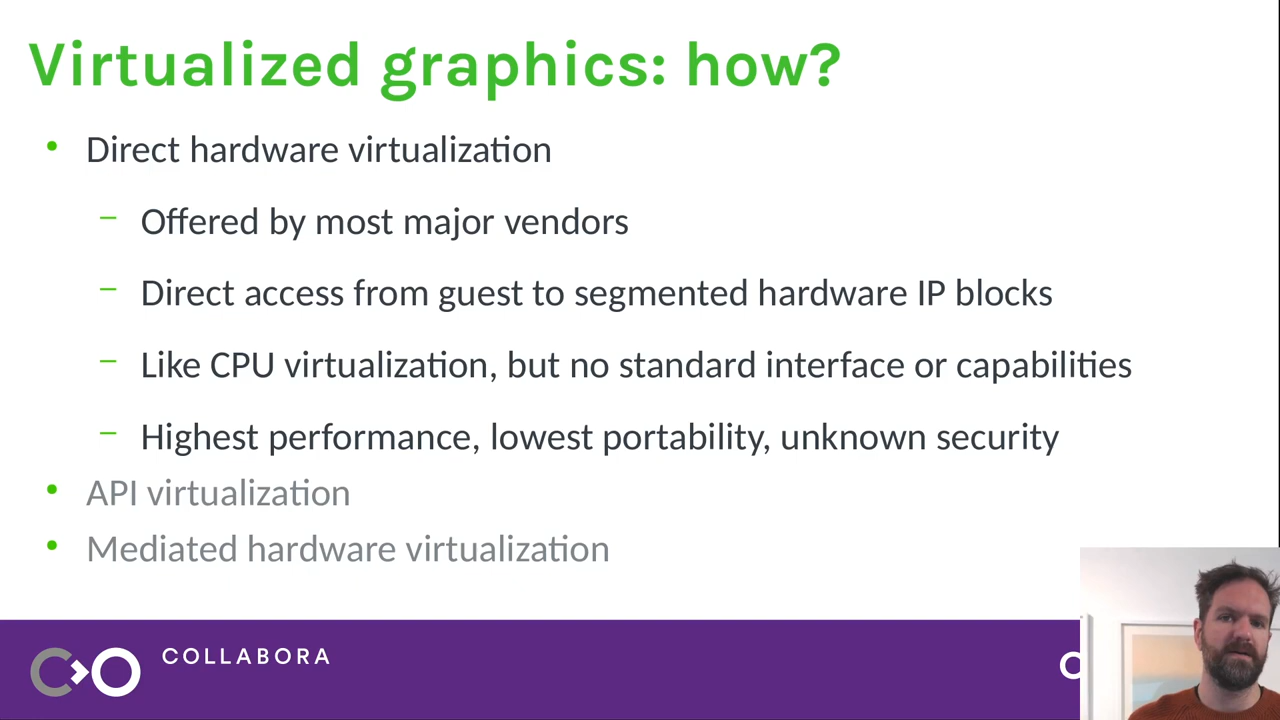 Virtualized graphics: how?
• Direct hardware virtualization
– Offered by most major vendors
– Direct access from guest to segmented hardware IP blocks
– Like CPU virtualization, but no standard interface or capabilities
– Highest performance, lowest portability, unknown security
• API virtualization
• Mediated hardware virtualization
COLLABORA